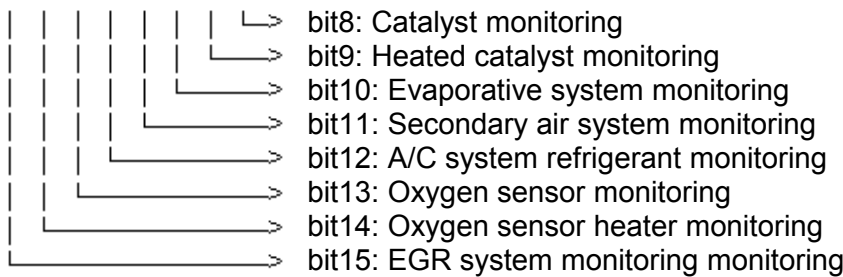 bit8: Catalyst monitoring
bit9: Heated catalyst monitoring
bit10: Evaporative system monitoring
bit11: Secondary air system monitoring
bit12: A/C system refrigerant monitoring
bit13: Oxygen sensor monitoring
bit14: Oxygen sensor heater monitoring
bit15: EGR system monitoring monitoring